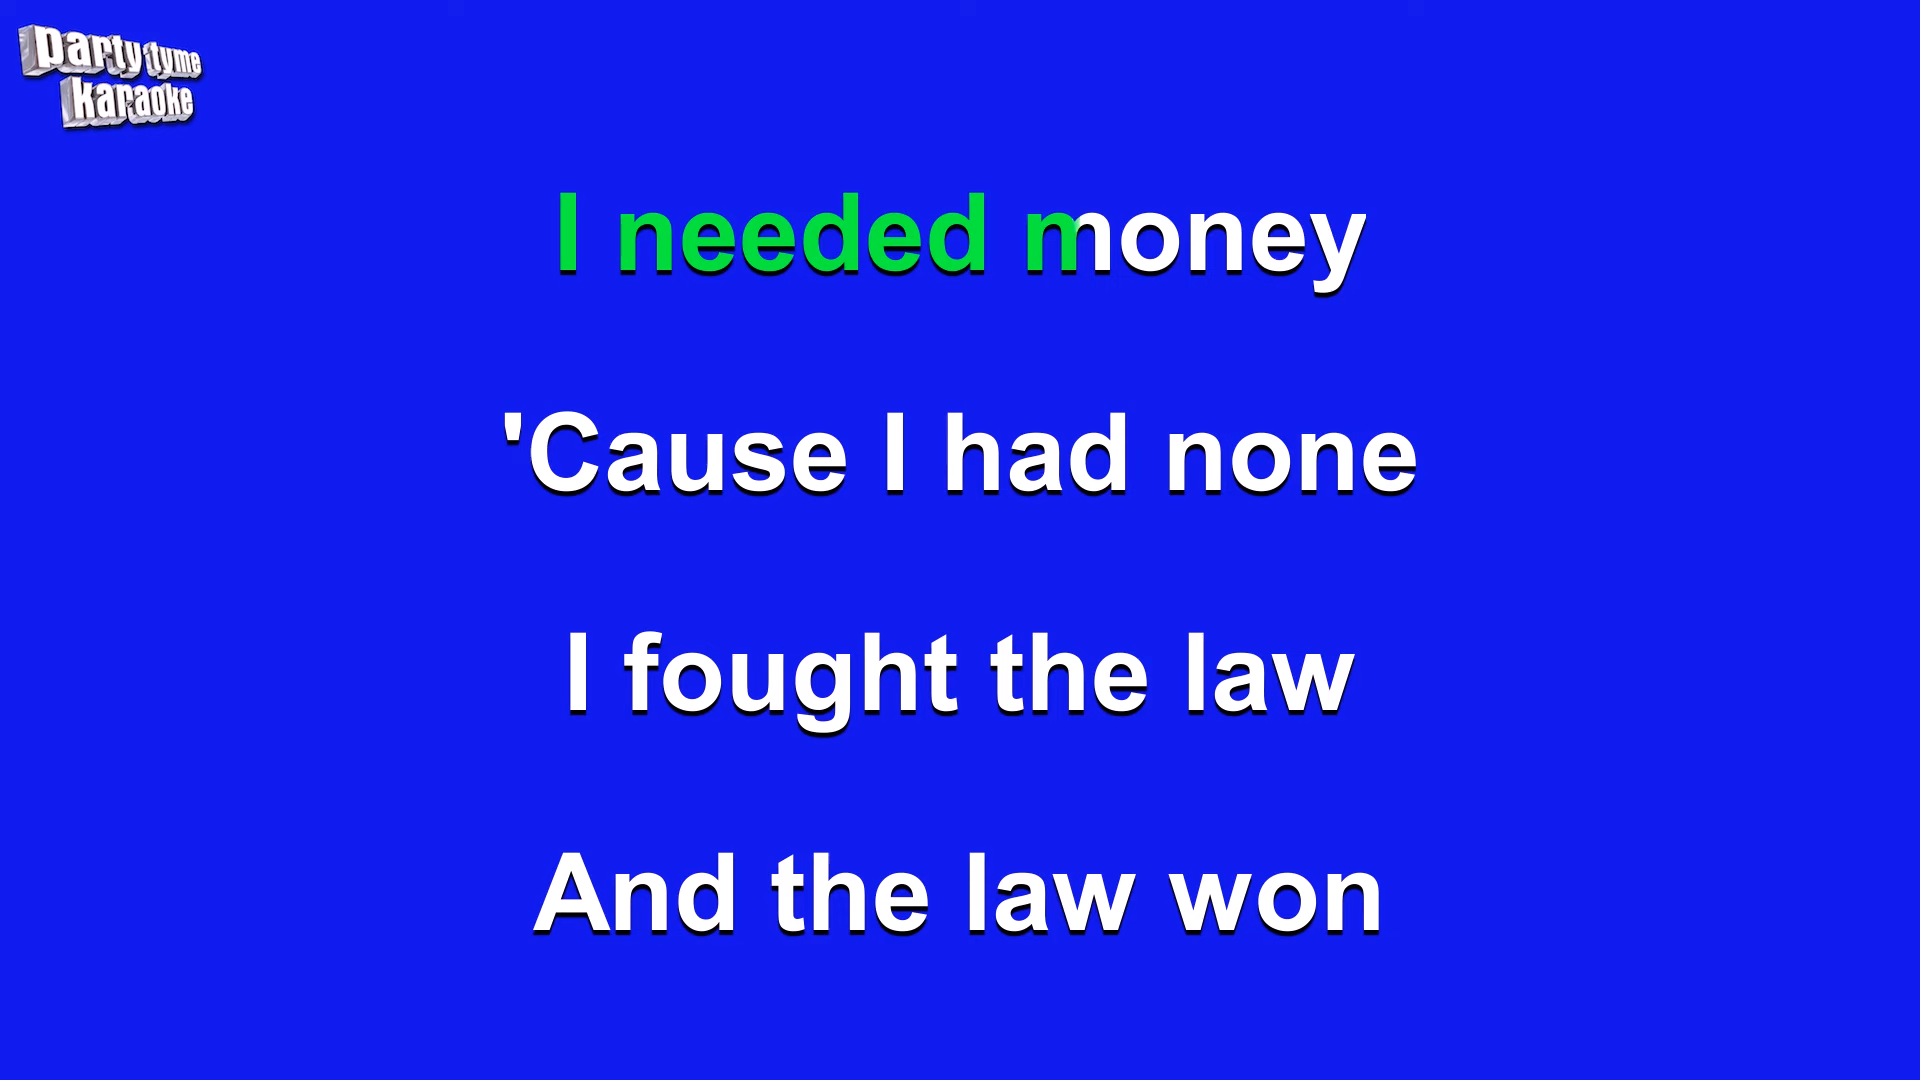 party tyme
karaoke
I needed money
'Cause I had none
I fought the law
And the law won